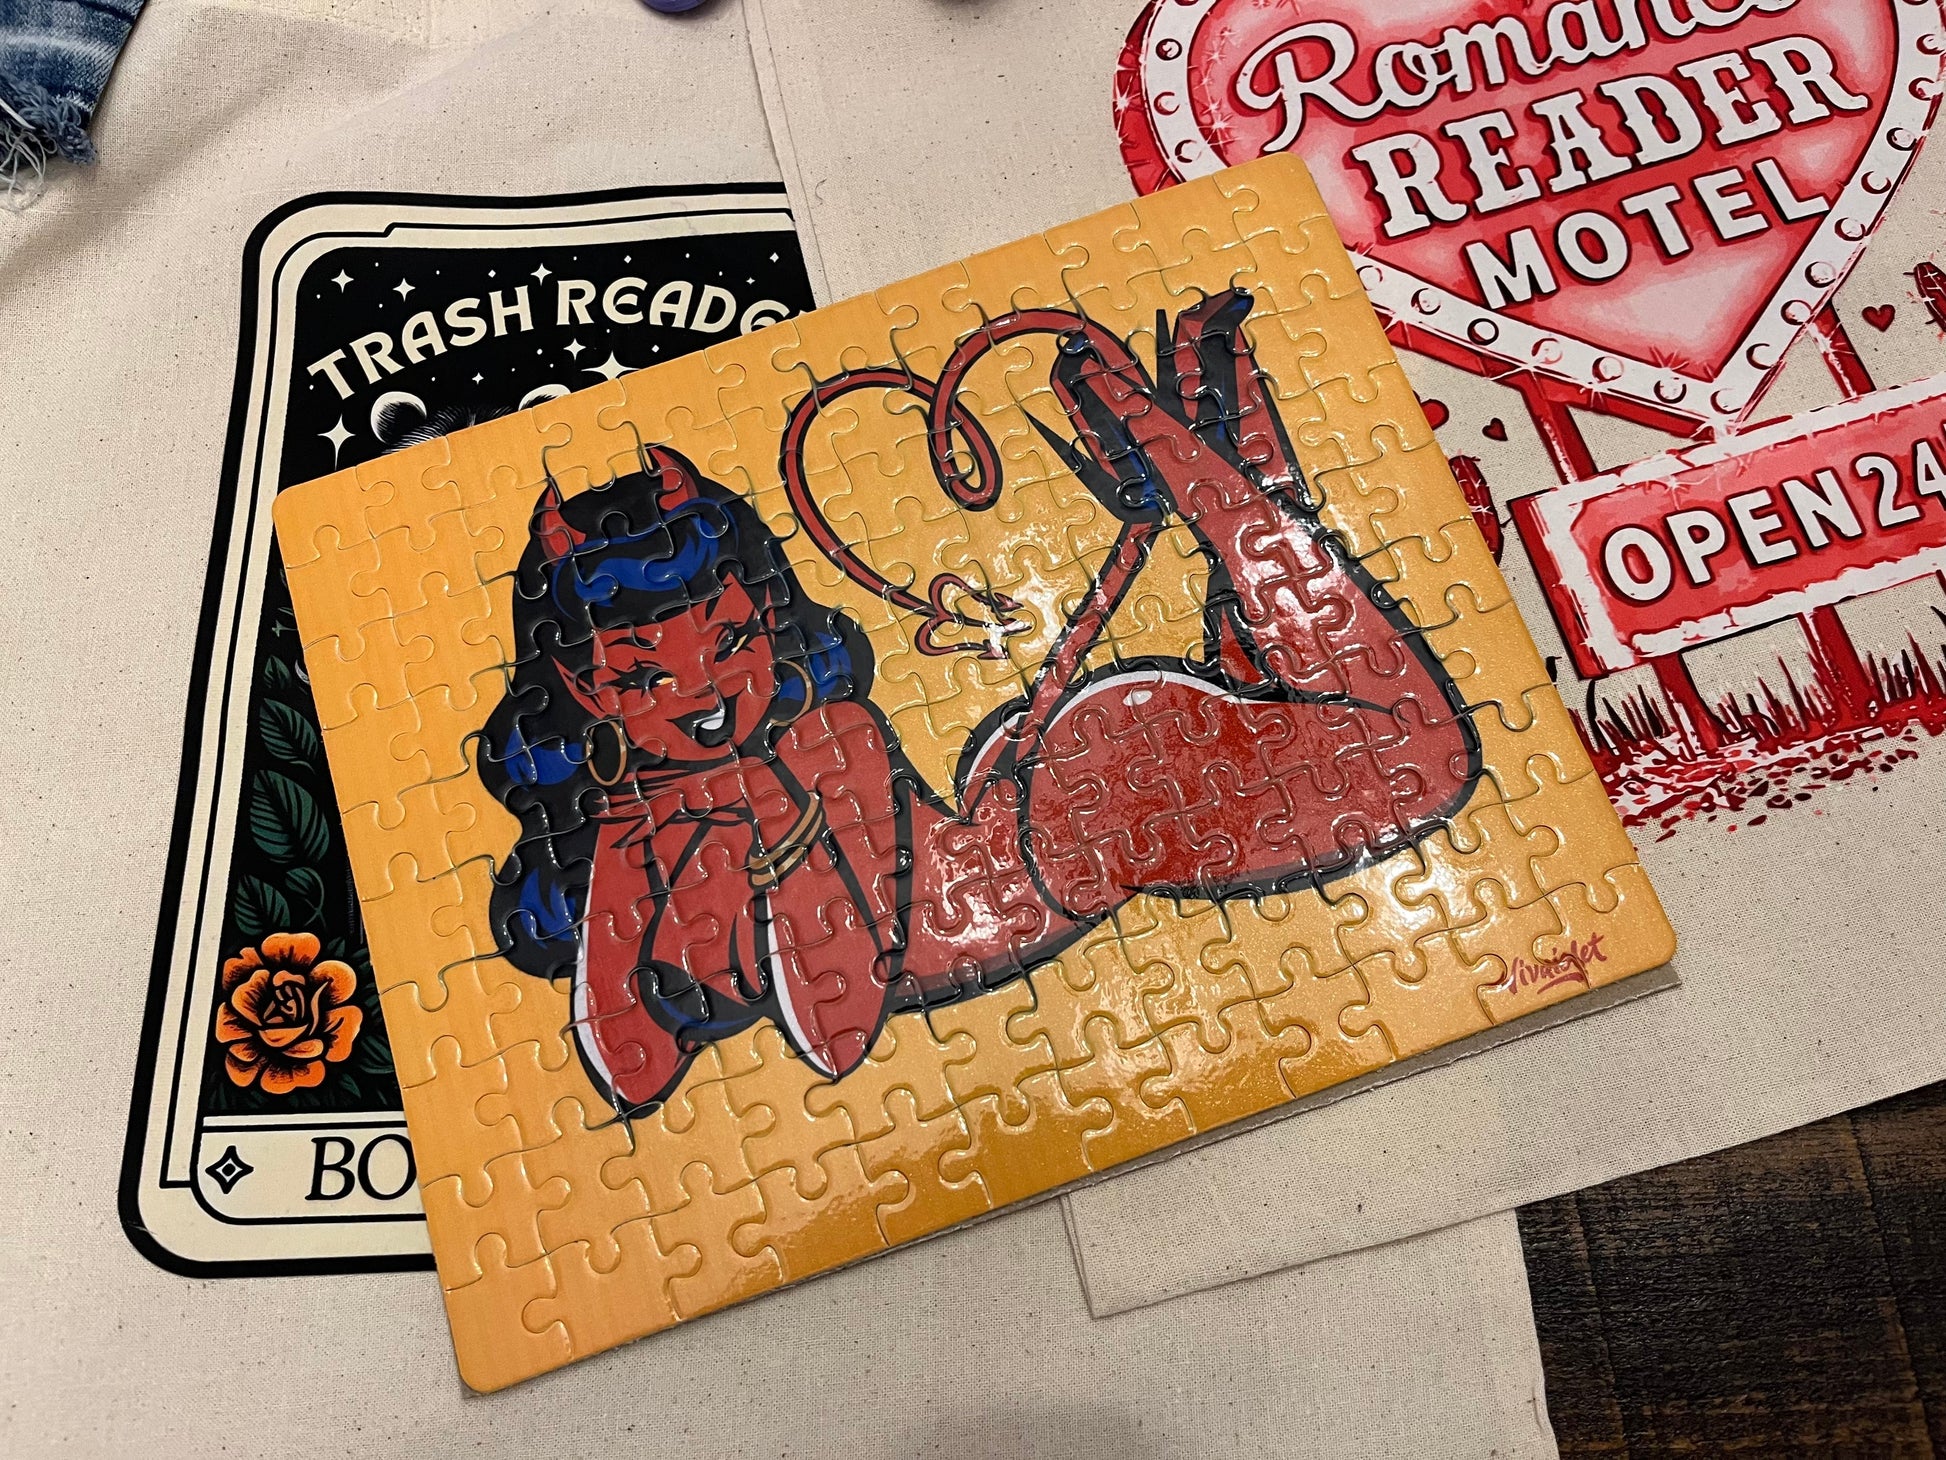 TRASH READE
BO
Romance
READER
MOTEL
OPEN 24